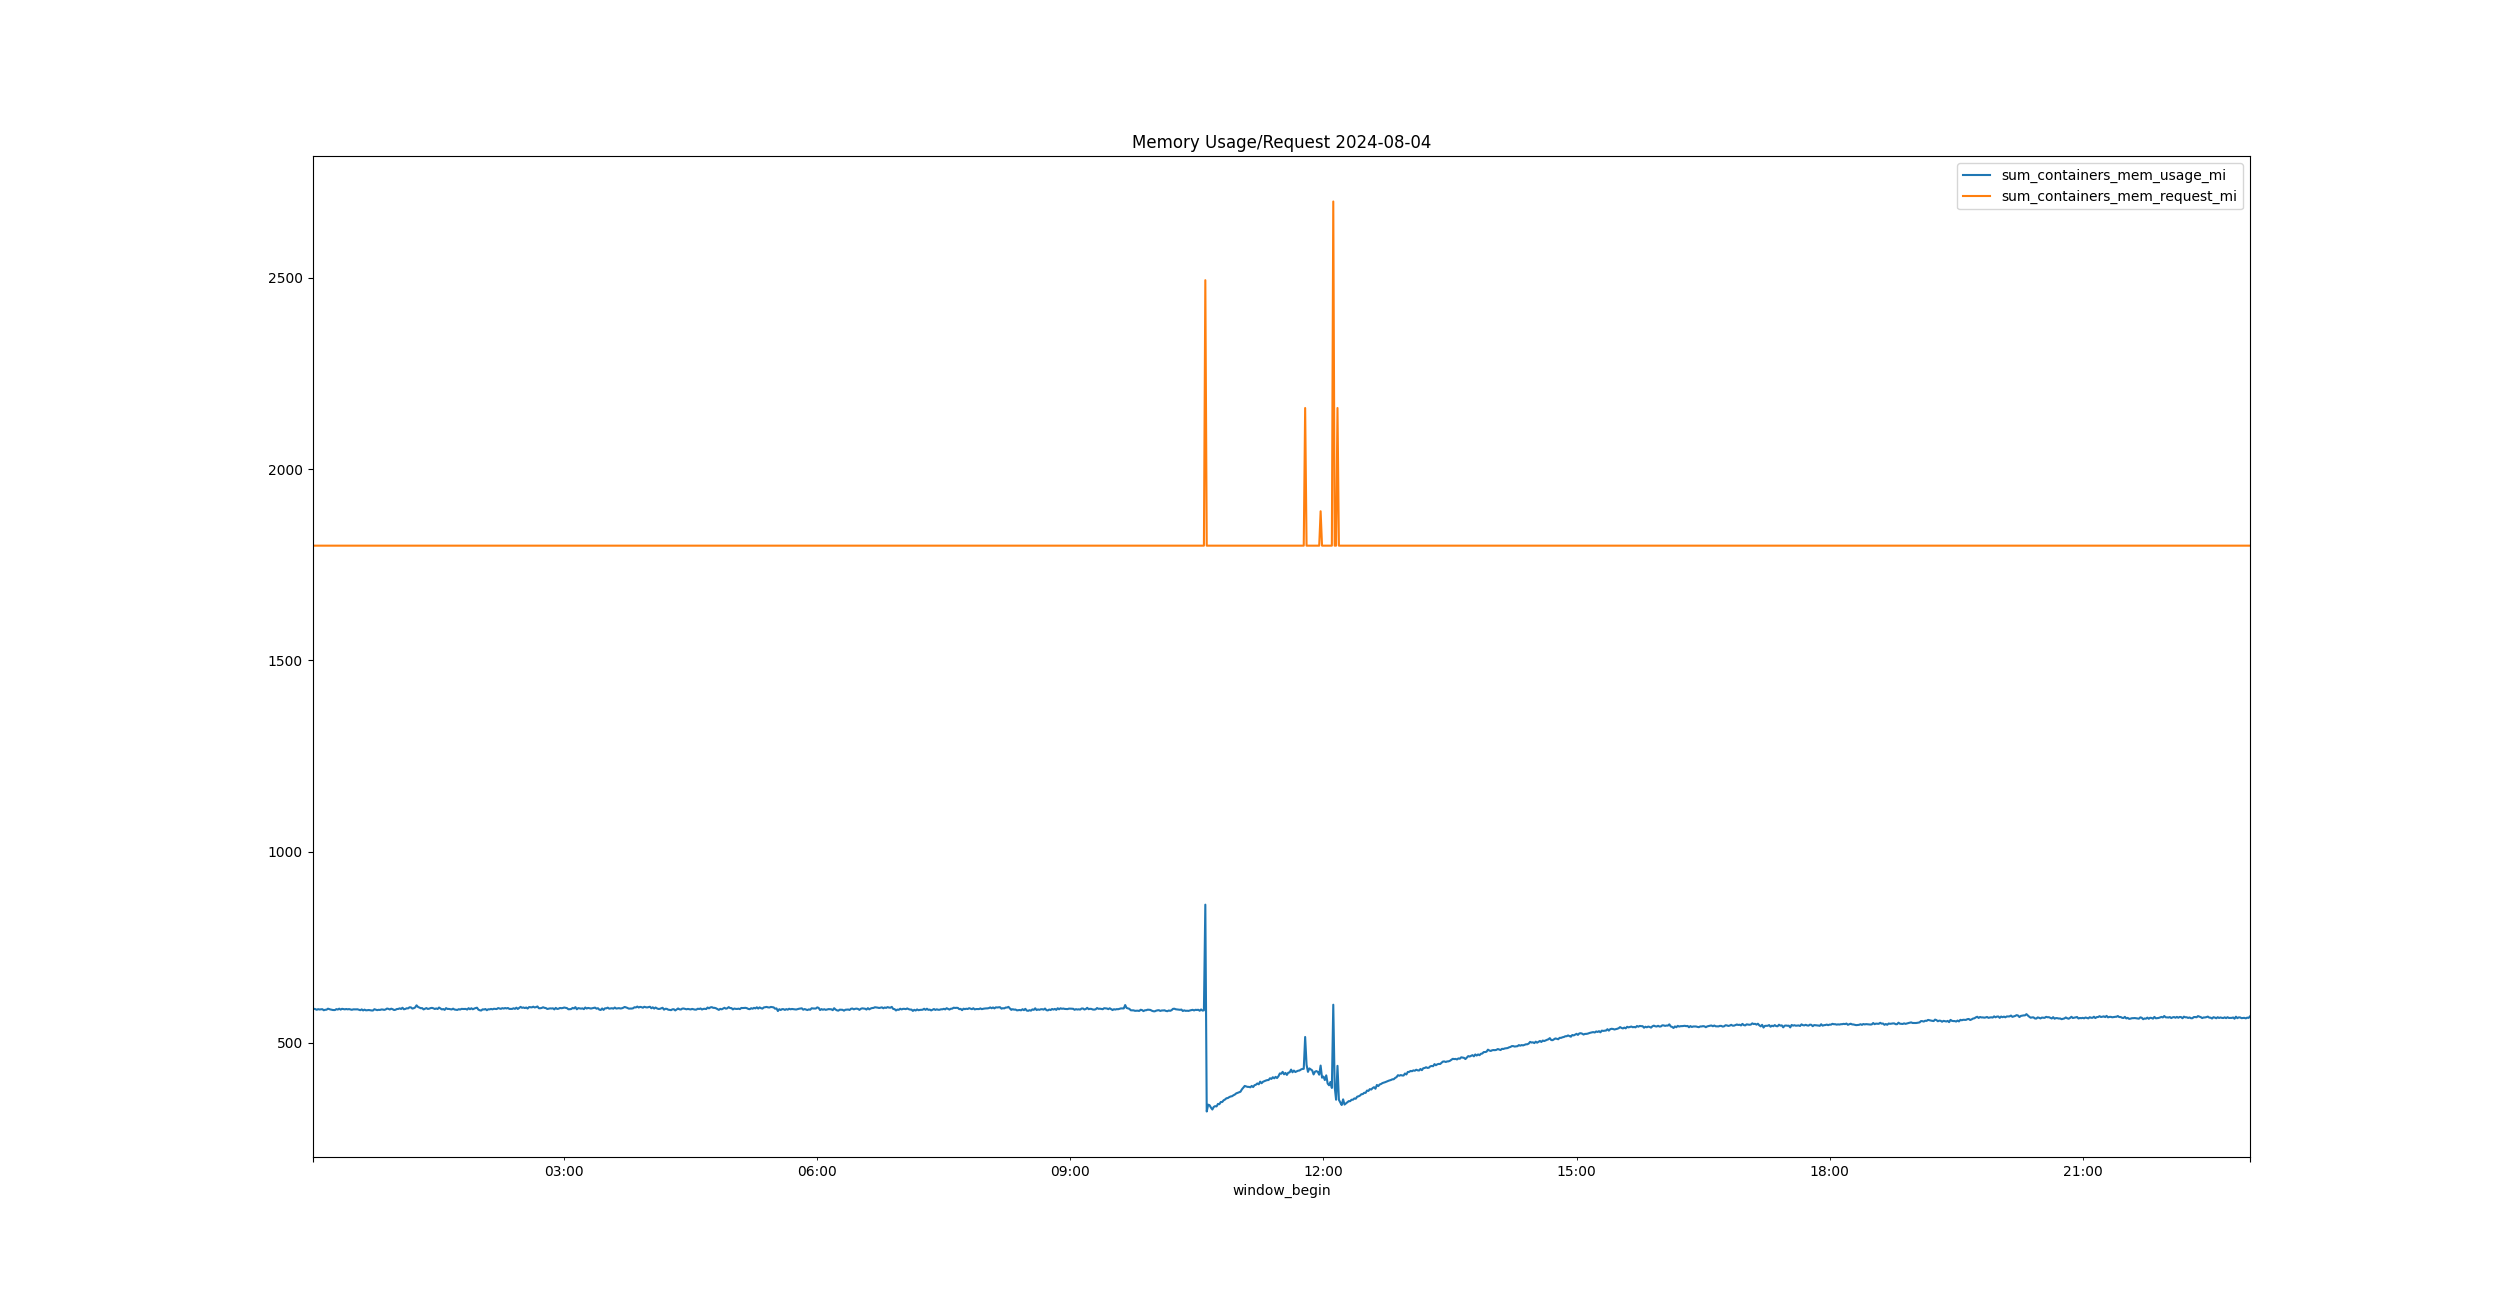 Memory Usage/Request 2024-08-04
sum_containers_mem_usage_mi
sum_containers_mem_request_mi
2500
2000
1500
1000
500
03:00 06:00 09:00 12:00 15:00 18:00 21:00
window_begin